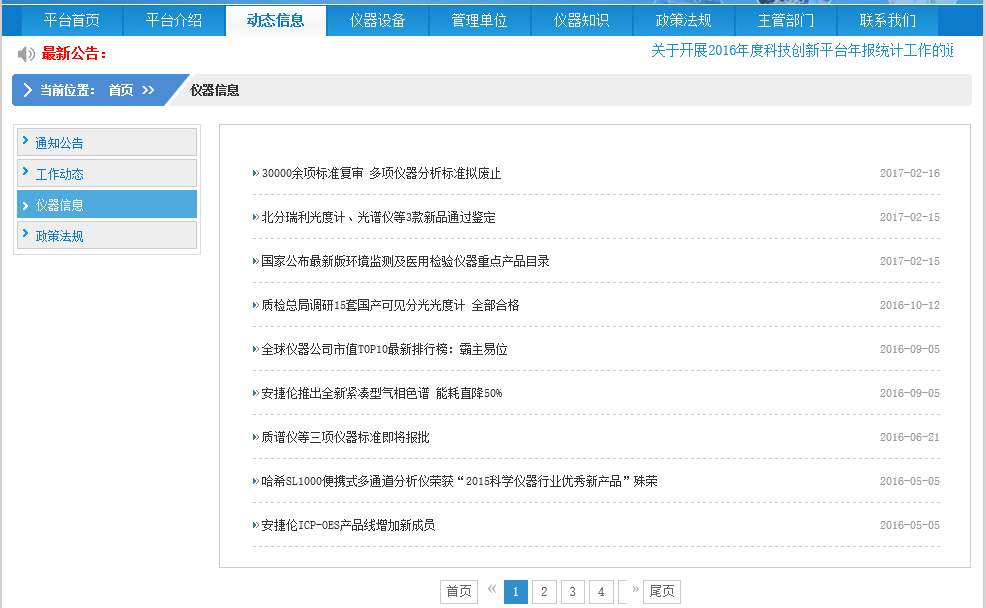 平台首页 平台介绍 动态信息 仪器设备 管理单位 仪器知识 政策法规 主管部门 联系我们
最新公告： 关于开展2016年度科技创新平台年报统计工作的
当前位置： 首页 >> 仪器信息
通知公告
工作动态
仪器信息
政策法规
30000余项标准复审 多项仪器分析标准拟废止 2017-02-16
北分瑞利光度计、光谱仪等3款新品通过鉴定 2017-02-15
国家公布最新版环境监测及医用检验仪器重点产品目录 2017-02-15
质检总局调研15套国产可见分光光度计 全部合格 2016-10-12
全球仪器公司市值TOP10最新排行榜：霸主易位 2016-09-05
安捷伦推出全新紧凑型气相色谱 能耗直降50% 2016-09-05
质谱仪等三项仪器标准即将报批 2016-06-21
哈希SL1000便携式多通道分析仪荣获“2015科学仪器行业优秀新产品”殊荣 2016-05-05
安捷伦ICP-OES产品线增加新成员 2016-05-05
首页 « 1 2 3 4 » 尾页